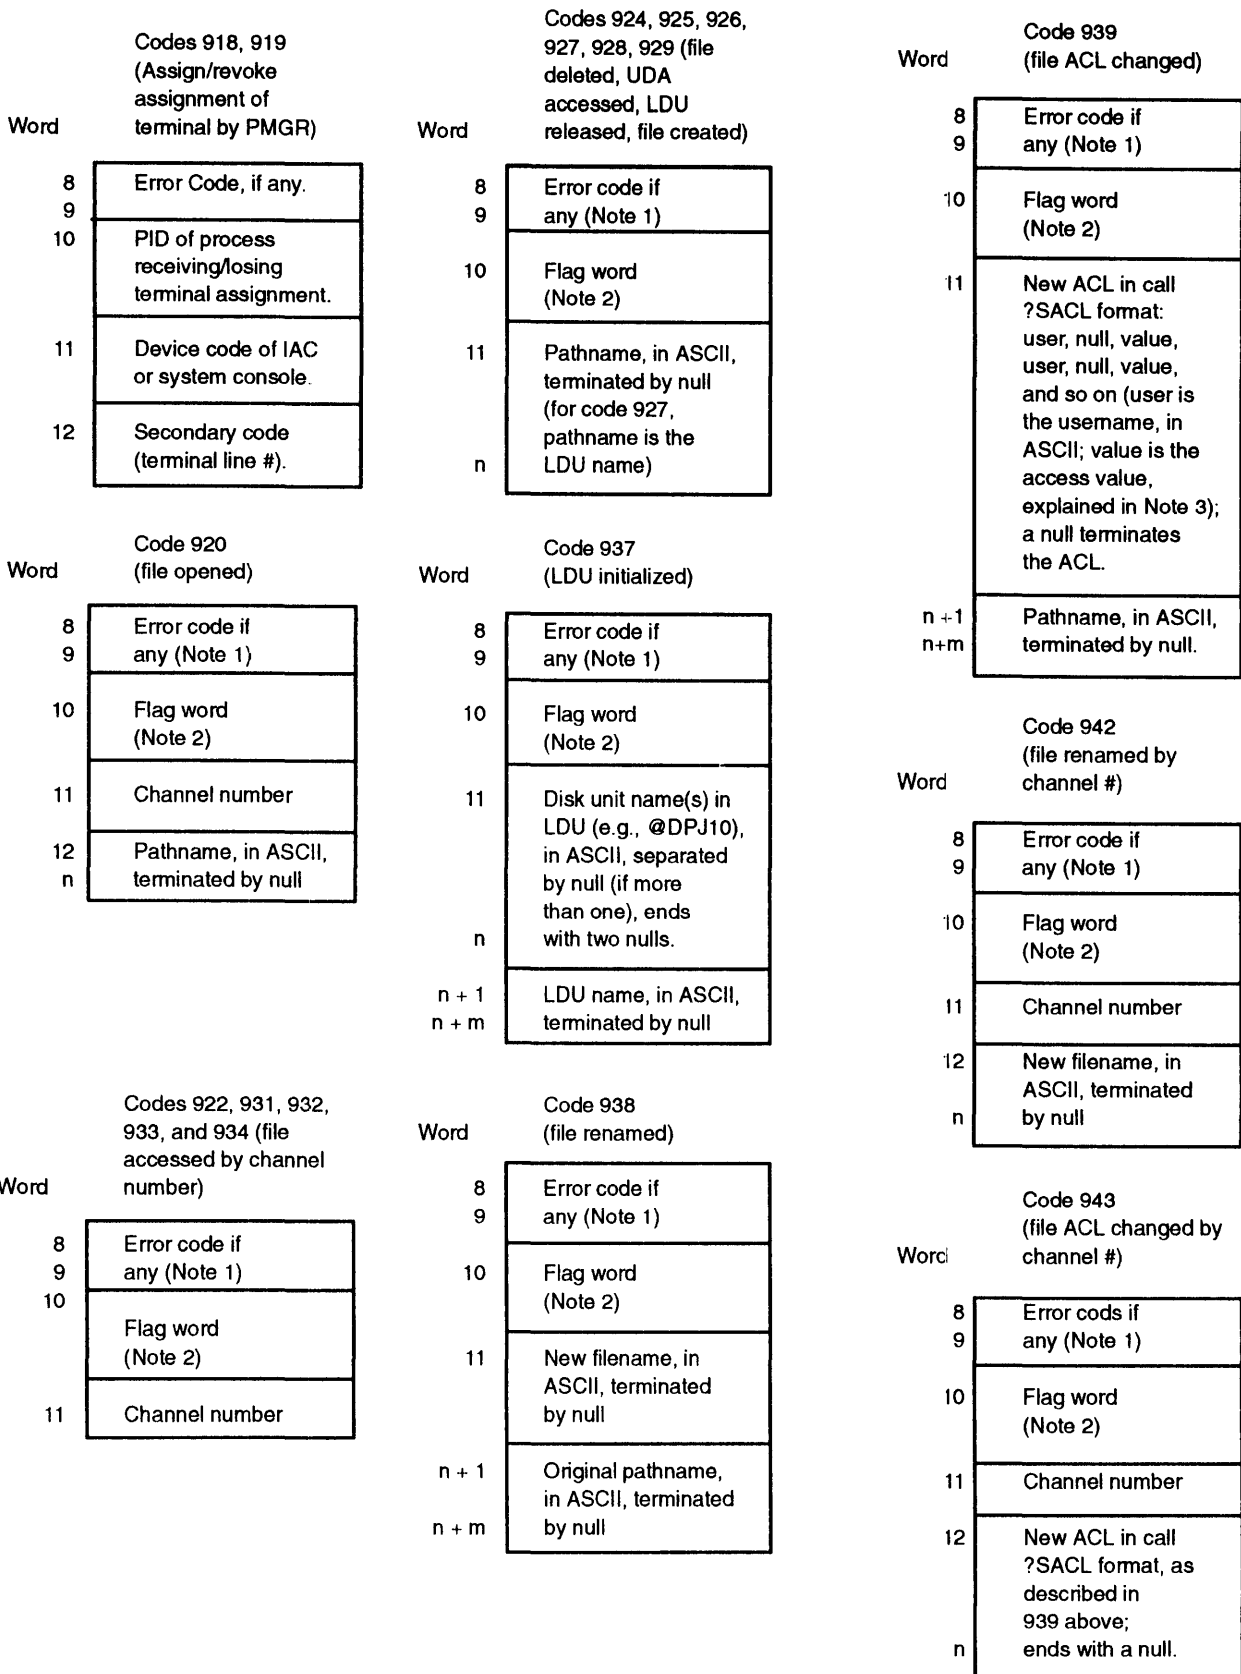 Codes 918, 919
(Assign/revoke
assignment of
Word terminal by PMGR)
8 Error Code, if any.
9
10 PID of process
receiving/losing
terminal assignment.
11 Device code of IAC
or system console.
12 Secondary code
(terminal line #).
Code 920
Word (file opened)
8 Error code if
9 any (Note 1)
10 Flag word
(Note 2)
11 Channel number
12 Pathname, in ASCII,
n terminated by null
Codes 922, 931, 932,
933, and 934 (file
accessed by channel
Word number)
8 Error code if
9 any (Note 1)
10
Flag word
(Note 2)
11 Channel number
Codes 924, 925, 926,
927, 928, 929 (file
deleted, UDA
accessed, LDU
Word released, file created)
8 Error code if
9 any (Note 1)
10 Flag word
(Note 2)
11 Pathname, in ASCII,
terminated by null
(for code 927,
pathname is the
n LDU name)
Code 937
Word (LDU initialized)
8 Error code if
9 any (Note 1)
10 Flag word
(Note 2)
11 Disk unit name(s) in
LDU (e.g., @DPJ10),
in ASCII, separated
by null (if more
than one), ends
n with two nulls.
n + 1 LDU name, in ASCII,
n + m terminated by null
Code 938
Word (file renamed)
8 Error code if
9 any (Note 1)
10 Flag word
(Note 2)
11 New filename, in
ASCII, terminated
by null
n + 1 Original pathname,
in ASCII, terminated
n + m by null
Code 939
Word (file ACL changed)
8 Error code if
9 any (Note 1)
10 Flag word
(Note 2)
11 New ACL in call
?SACL format:
user, null, value,
user, null, value,
and so on (user is
the username, in
ASCII; value is the
access value,
explained in Note 3);
a null terminates
the ACL.
n +1 Pathname, in ASCII,
n+m terminated by null.
Code 942
(file renamed by
Word channel #)
8 Error code if
9 any (Note 1)
10 Flag word
(Note 2)
11 Channel number
12 New filename, in
ASCII, terminated
n by null
Code 943
(file ACL changed by
Word channel #)
8 Error cods if
9 any (Note 1)
10 Flag word
(Note 2)
11 Channel number
12 New ACL in call
?SACL format, as
described in
939 above;
n ends with a null.